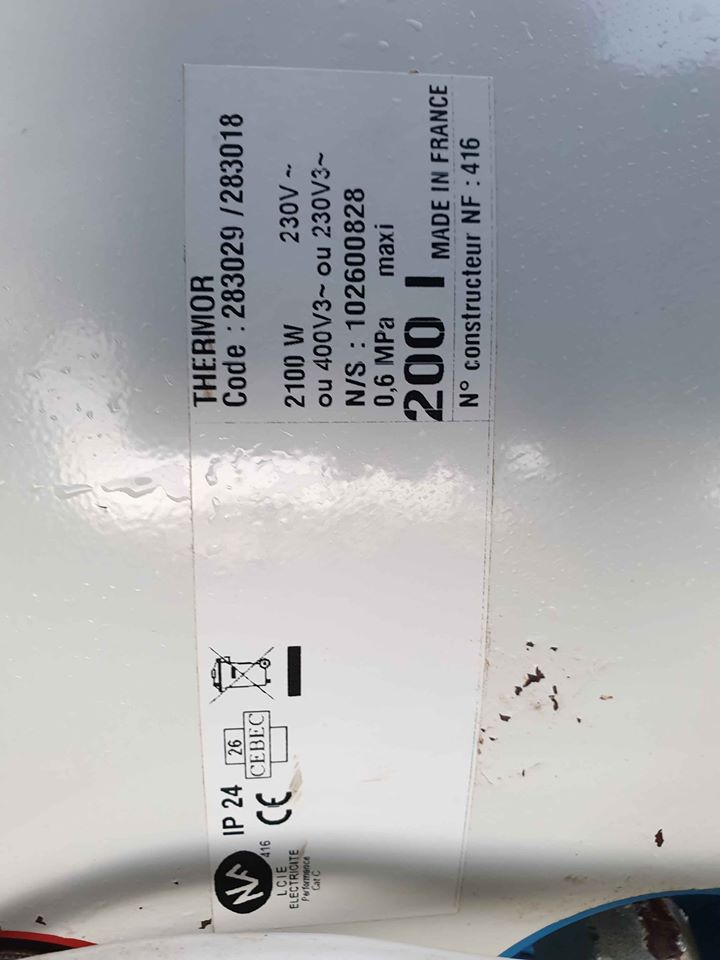 THERMOR
Code : 283029 / 283018
2100 W 230V ~
ou 400V3~ ou 230V3~
N/S : 102600828
0,6 MPa maxi
200 l MADE IN FRANCE
N° constructeur NF : 416
NF
416
LCIE
ELECTRICITE
Performance
Cat C
IP 24
CE
26
CEBEC